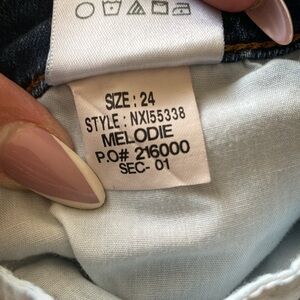 SIZE : 24
STYLE : NXI55338
MELODIE
P.O# 216000
SEC- 01